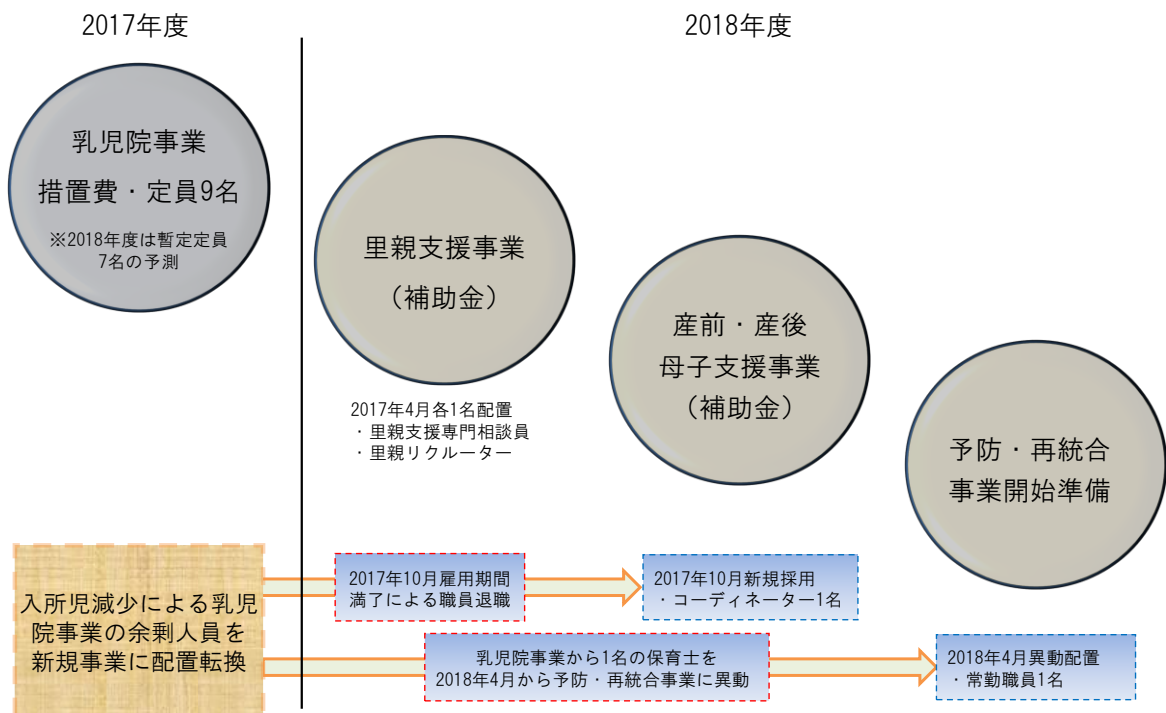 2017年度
2018年度
乳児院事業
措置費・定員9名
※2018年度は暫定定員
7名の予測
里親支援事業
（補助金）
2017年4月各1名配置
・里親支援専門相談員
・里親リクルーター
産前・産後
母子支援事業
（補助金）
予防・再統合
事業開始準備
入所児減少による乳児
院事業の余剰人員を
新規事業に配置転換
2017年10月雇用期間
満了による職員退職
2017年10月新規採用
・コーディネーター1名
乳児院事業から1名の保育士を
2018年4月から予防・再統合事業に異動
2018年4月異動配置
・常勤職員1名